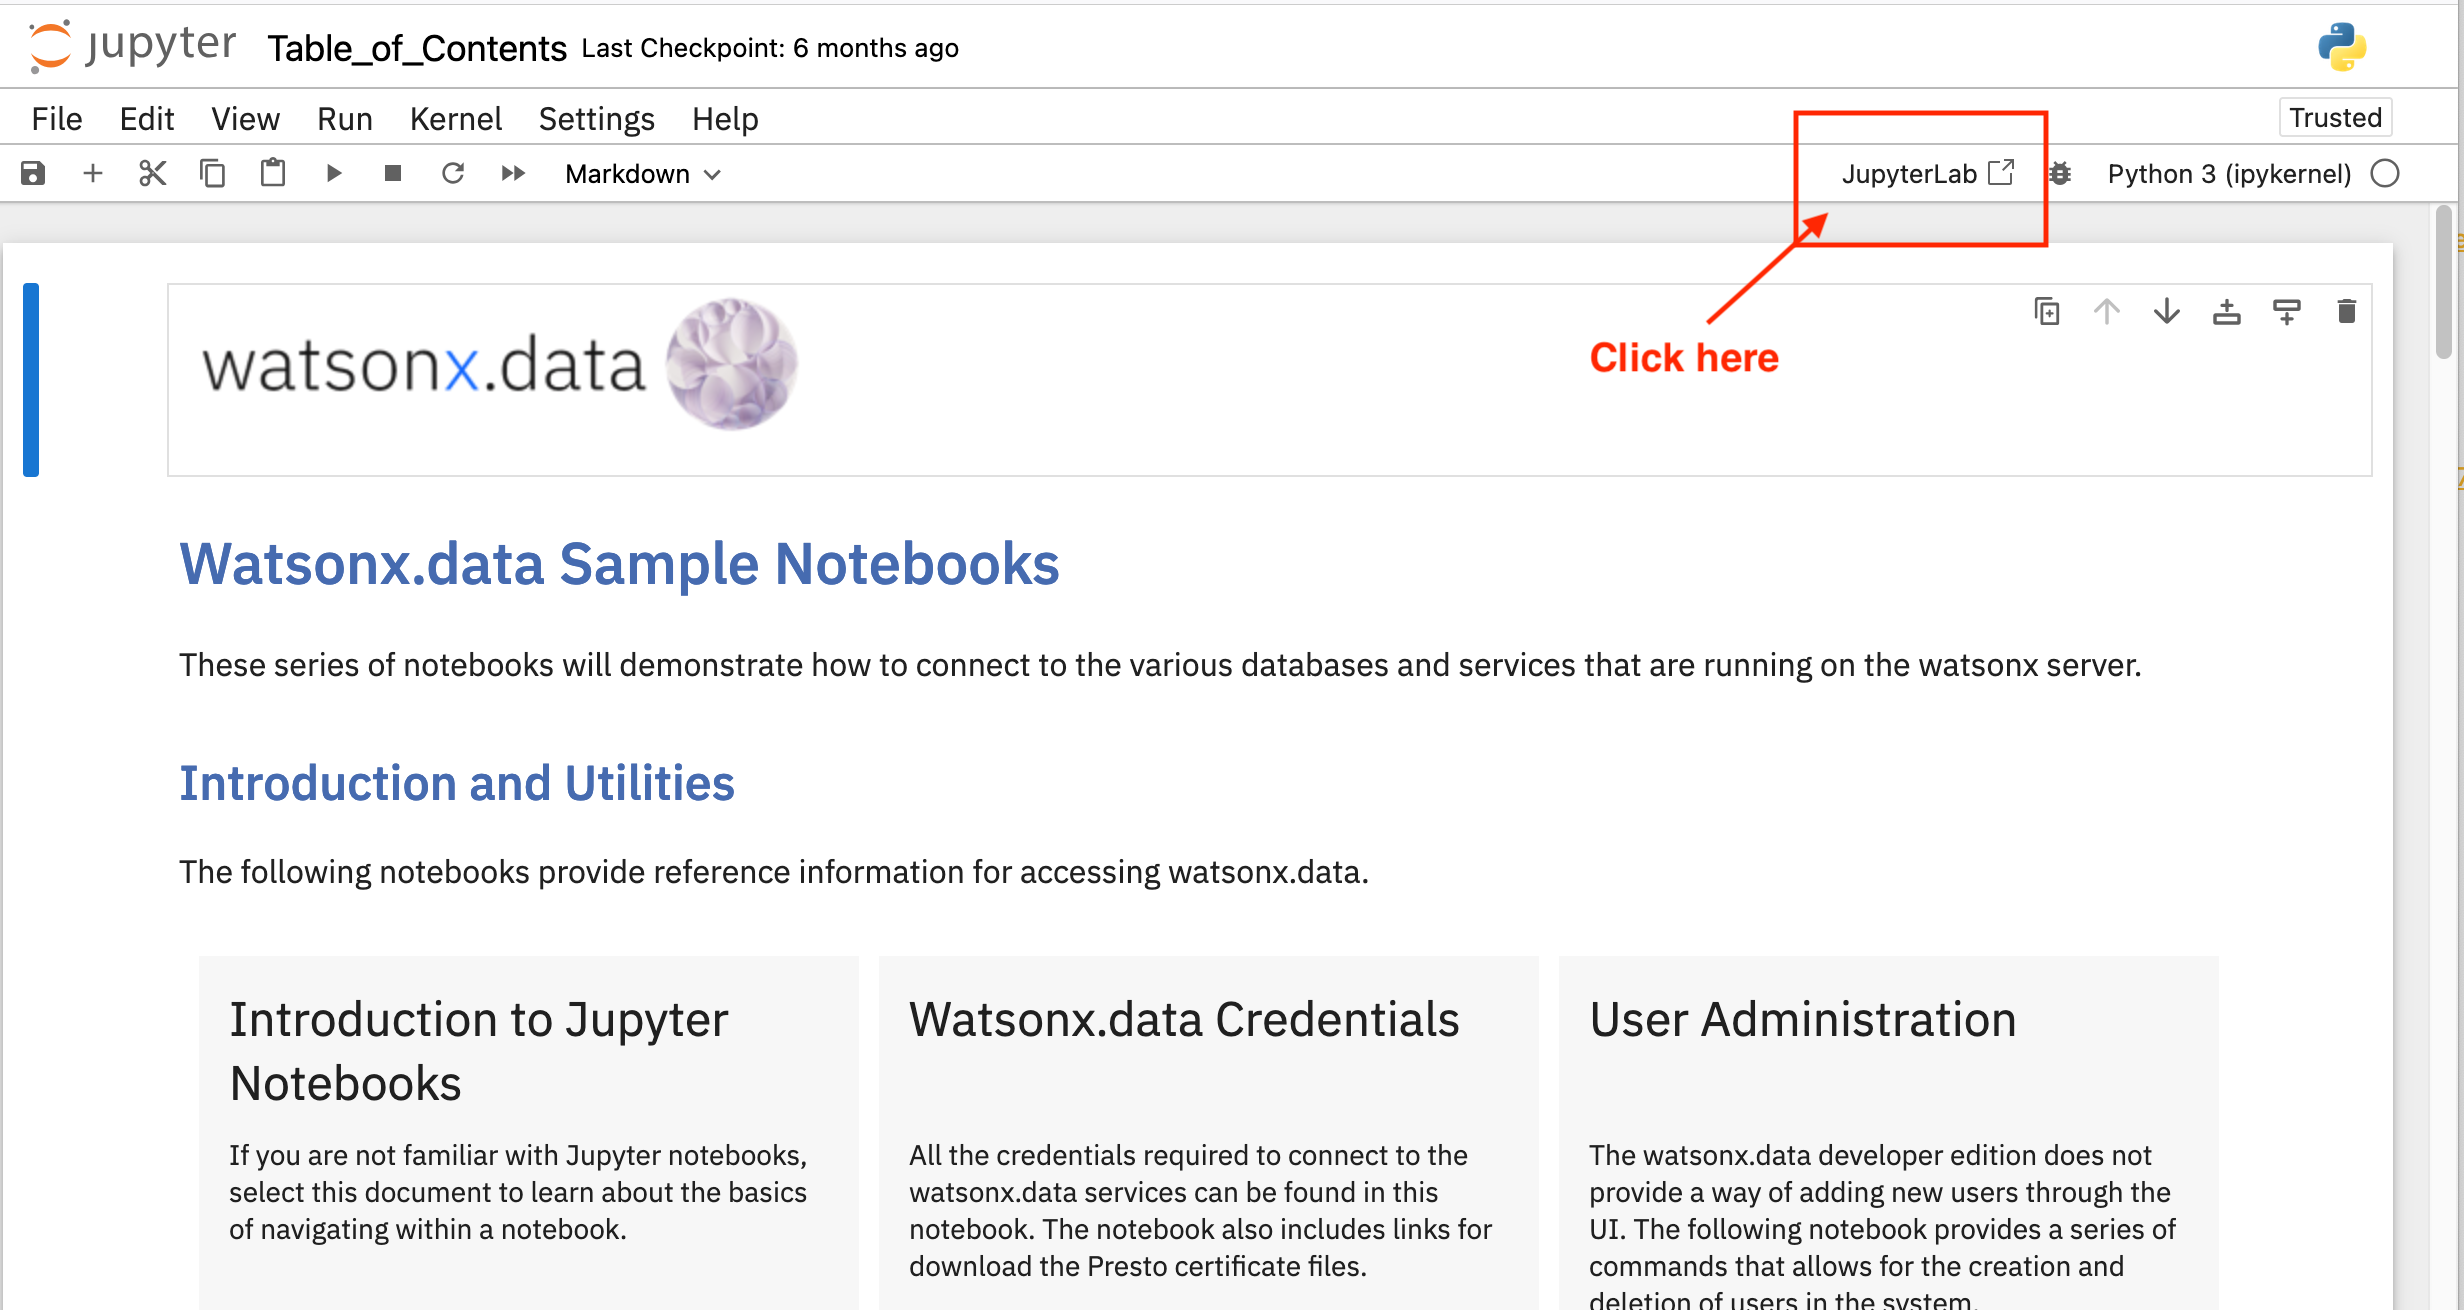 jupyter Table_of_Contents Last Checkpoint: 6 months ago
File Edit View Run Kernel Settings Help Trusted
Markdown JupyterLab Python 3 (ipykernel)
Click here
watsonx.data
Watsonx.data Sample Notebooks
These series of notebooks will demonstrate how to connect to the various databases and services that are running on the watsonx server.
Introduction and Utilities
The following notebooks provide reference information for accessing watsonx.data.
Introduction to Jupyter
Notebooks
If you are not familiar with Jupyter notebooks,
select this document to learn about the basics
of navigating within a notebook.
Watsonx.data Credentials
All the credentials required to connect to the
watsonx.data services can be found in this
notebook. The notebook also includes links for
download the Presto certificate files.
User Administration
The watsonx.data developer edition does not
provide a way of adding new users through the
UI. The following notebook provides a series of
commands that allows for the creation and
deletion of users in the system.